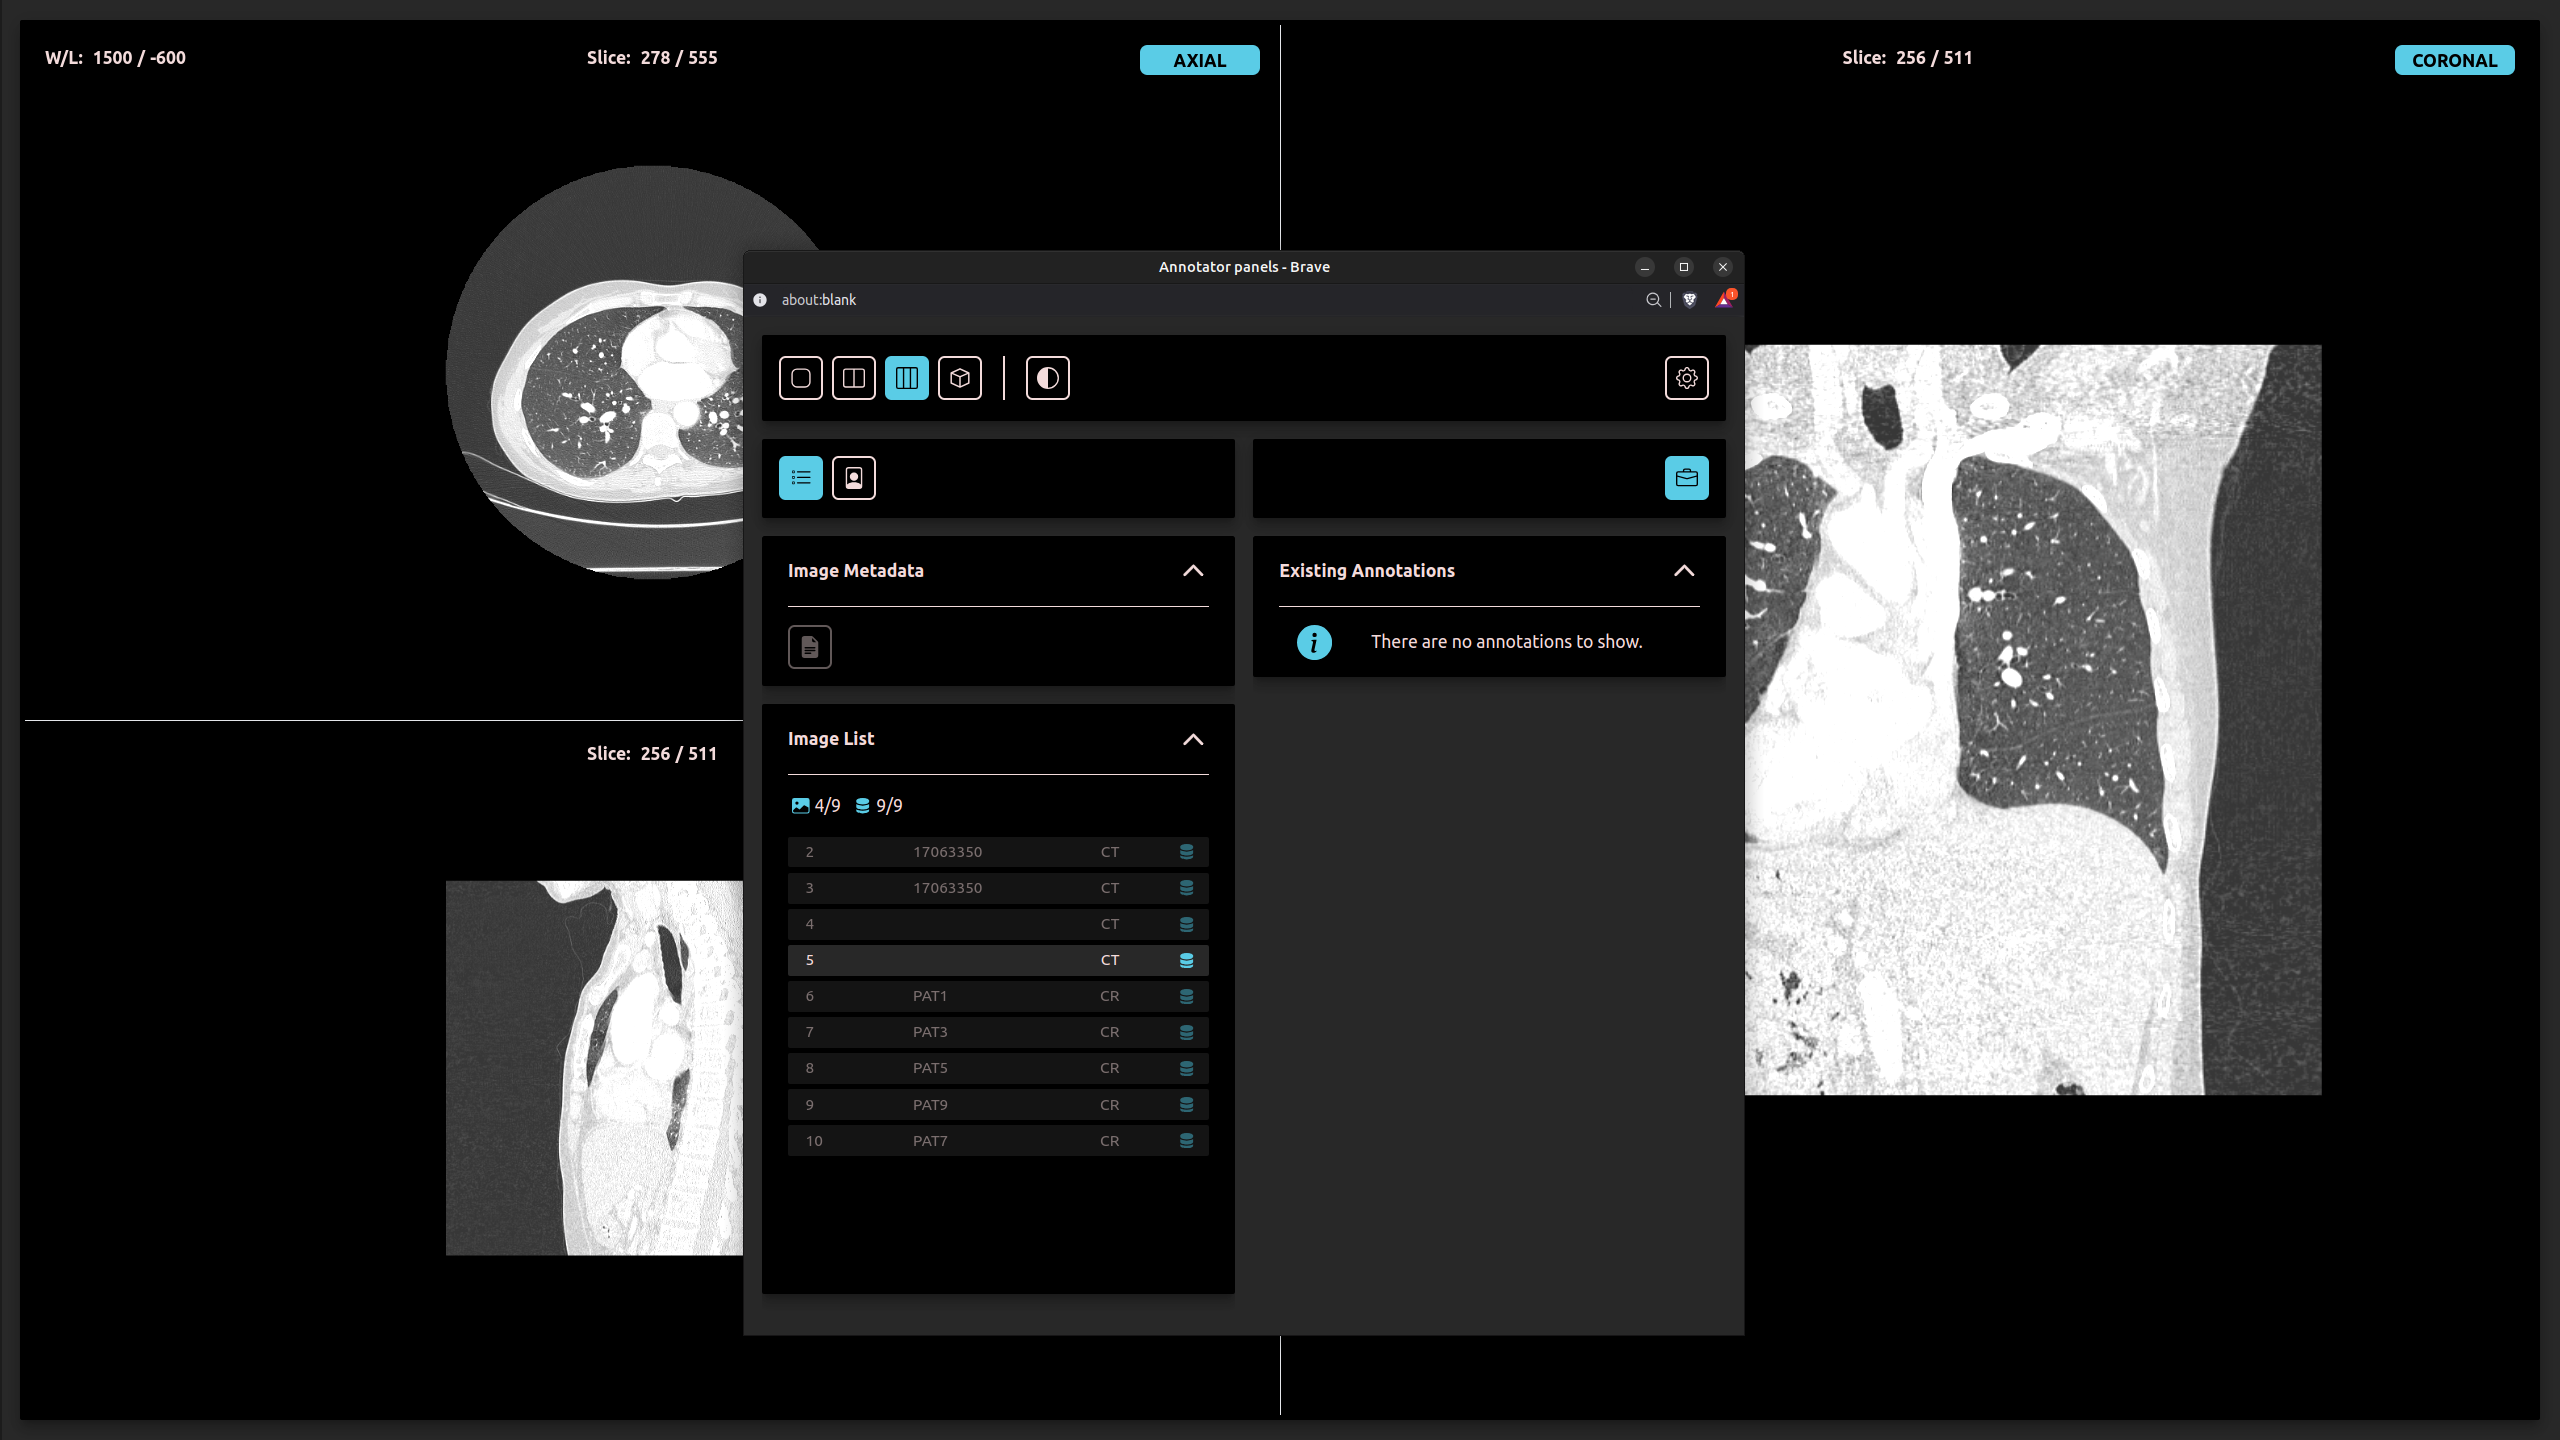 W/L: 1500 / -600
Slice: 278 / 555
AXIAL
Slice: 256 / 511
CORONAL
Annotator panels - Brave
about:blank
1
Image Metadata
Existing Annotations
There are no annotations to show.
Image List
4/9 9/9
2 17063350 CT
3 17063350 CT
4 CT
5 CT
6 PAT1 CR
7 PAT3 CR
8 PAT5 CR
9 PAT9 CR
10 PAT7 CR
Slice: 256 / 511